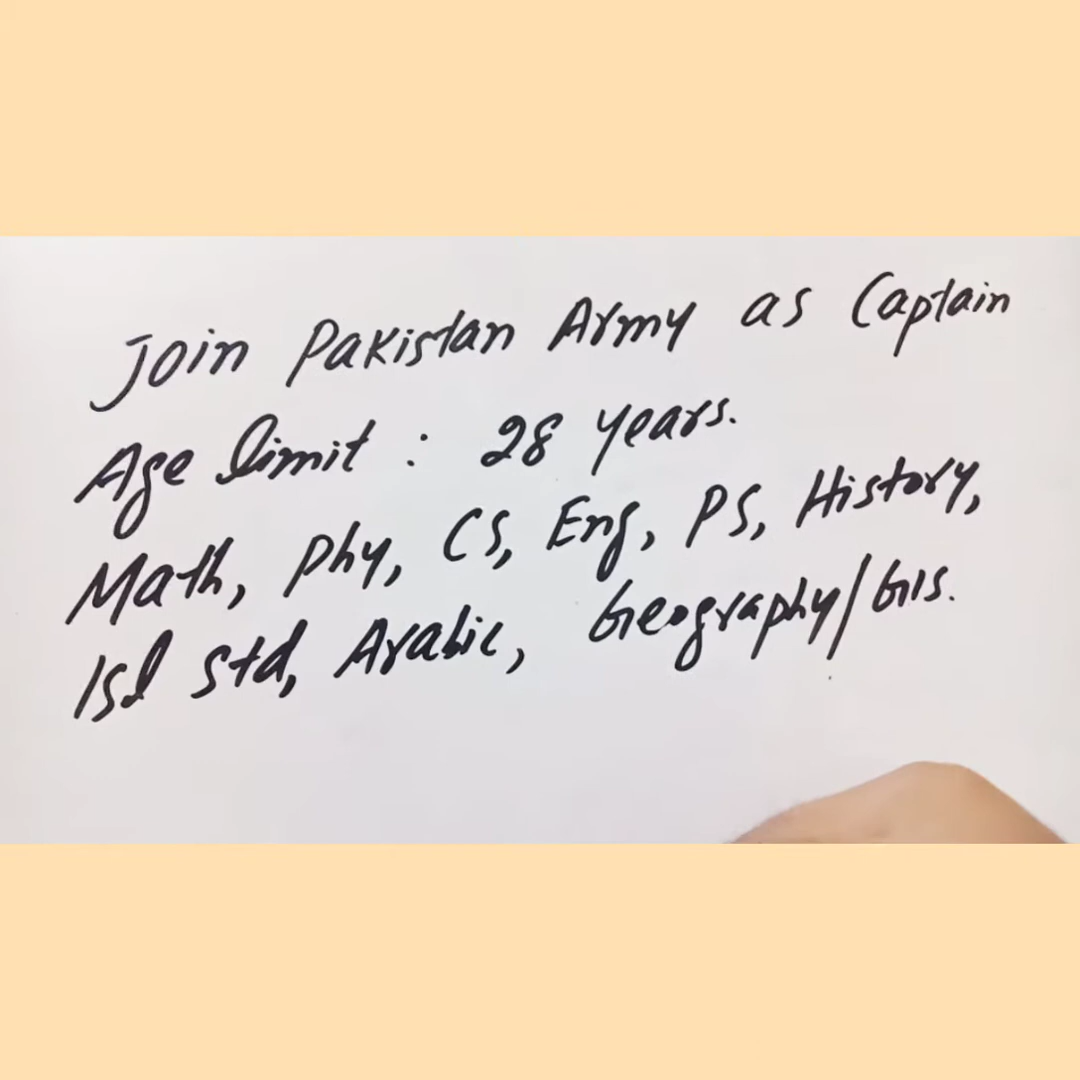 Join Pakistan Army as Captain
Age limit : 28 years.
Math, Phy, CS, Eng, PS, History,
Isl Std, Arabic, Geography/GIS.